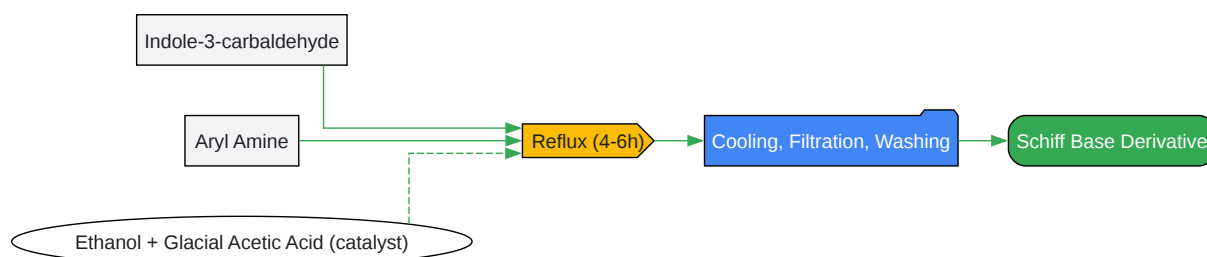 Indole-3-carbaldehyde
Aryl Amine
Reflux (4-6h)
Cooling, Filtration, Washing
Schiff Base Derivative
Ethanol + Glacial Acetic Acid (catalyst)